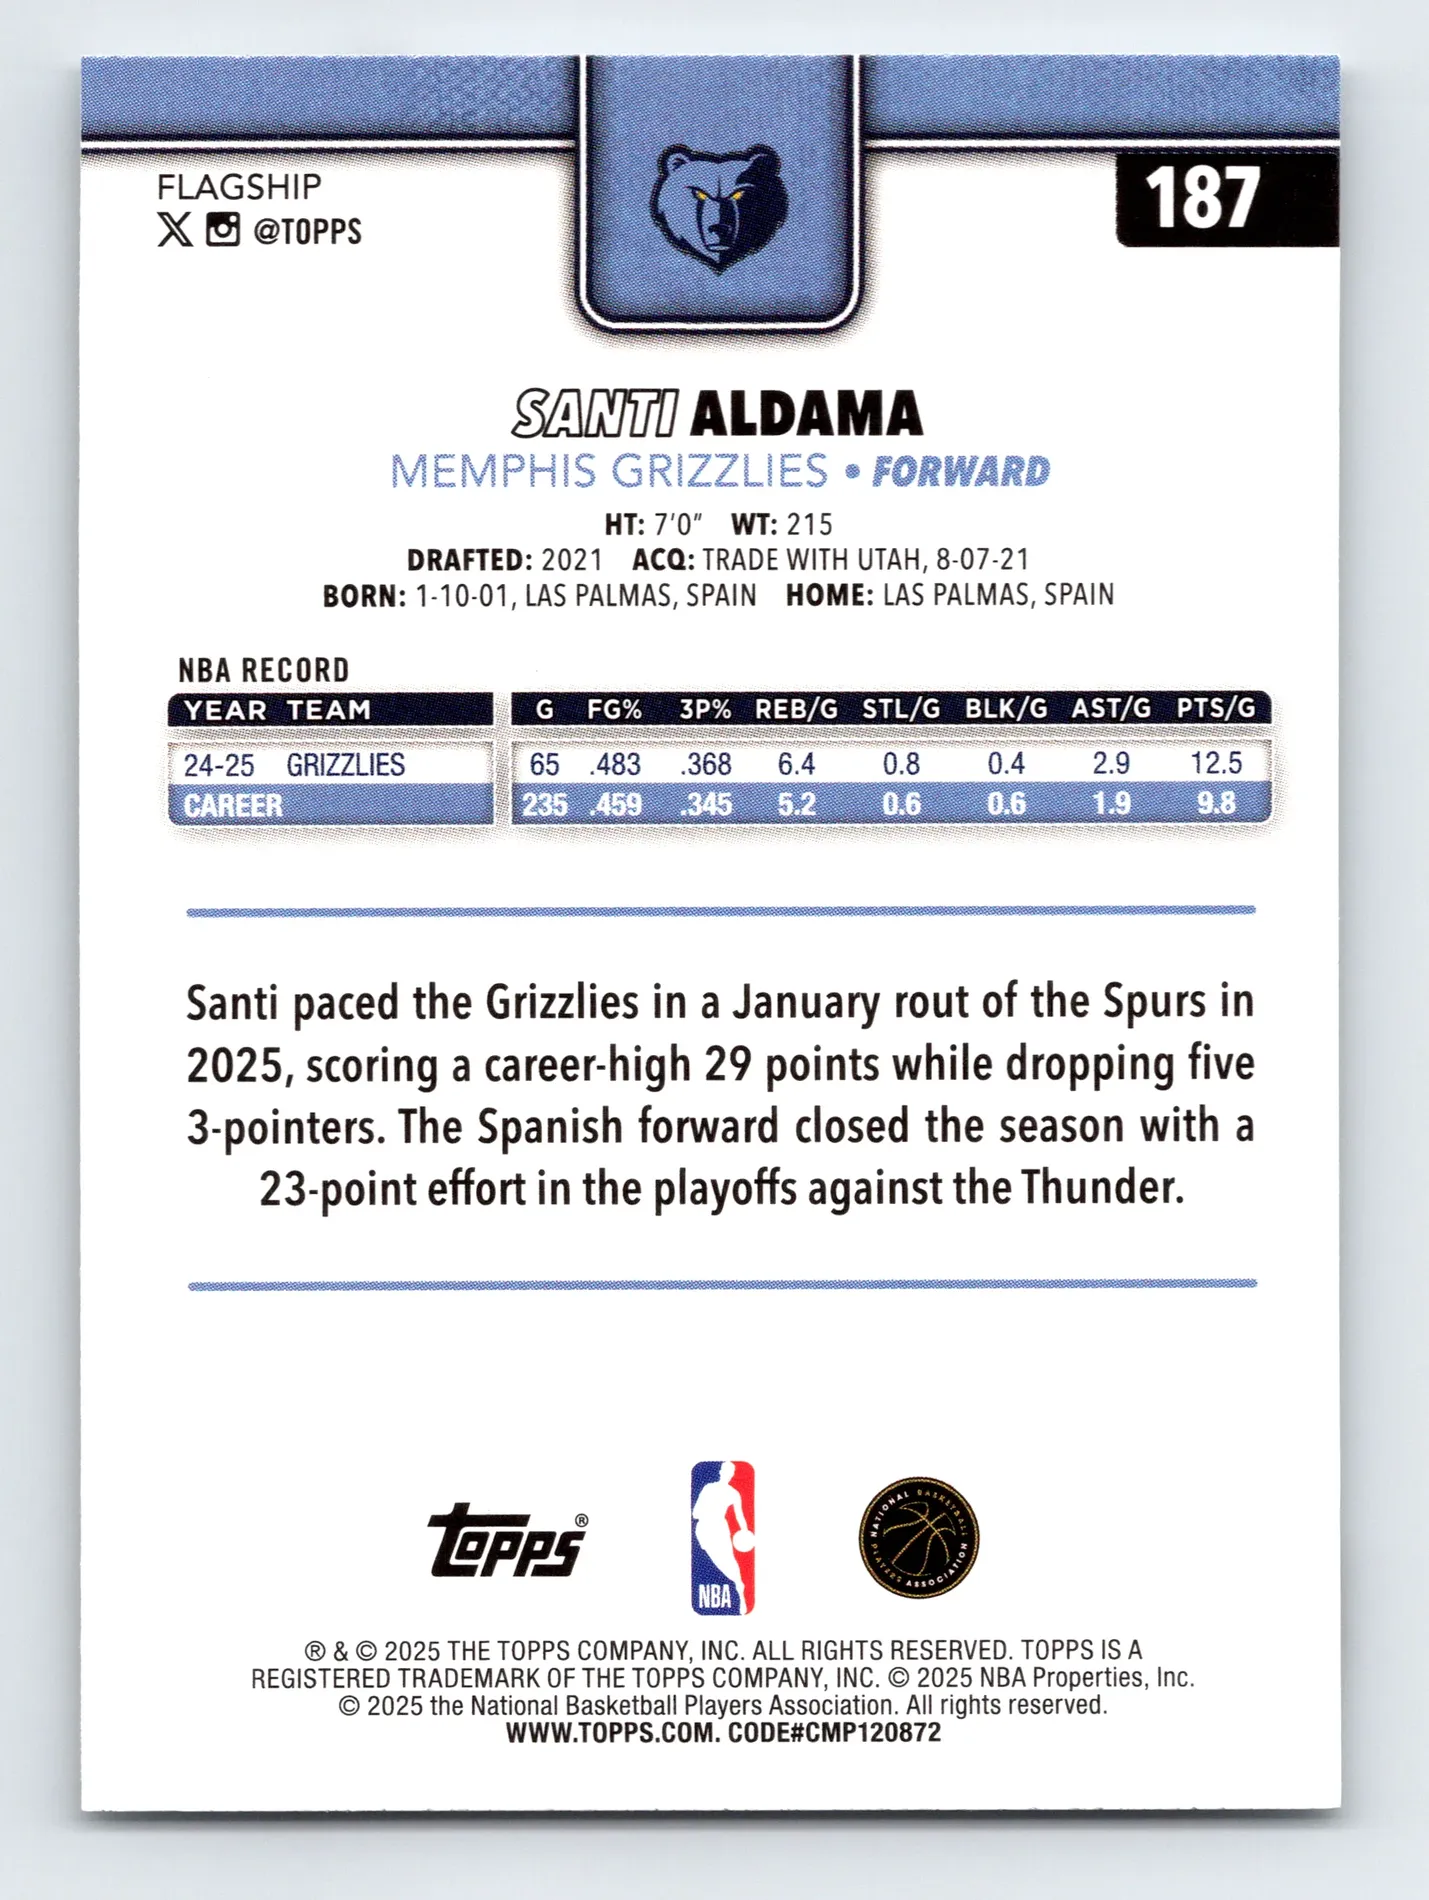 FLAGSHIP
187
@TOPPS
SANTI ALDAMA
MEMPHIS GRIZZLIES • FORWARD
HT: 7'0" WT: 215
DRAFTED: 2021 ACQ: TRADE WITH UTAH, 8-07-21
BORN: 1-10-01, LAS PALMAS, SPAIN HOME: LAS PALMAS, SPAIN
NBA RECORD
YEAR TEAM G FG% 3P% REB/G STL/G BLK/G AST/G PTS/G
24-25 GRIZZLIES 65 .483 .368 6.4 0.8 0.4 2.9 12.5
CAREER 235 .459 .345 5.2 0.6 0.6 1.9 9.8
Santi paced the Grizzlies in a January rout of the Spurs in
2025, scoring a career-high 29 points while dropping five
3-pointers. The Spanish forward closed the season with a
23-point effort in the playoffs against the Thunder.
topps®
NBA
NATIONAL BASKETBALL PLAYERS ASSOCIATION
® & © 2025 THE TOPPS COMPANY, INC. ALL RIGHTS RESERVED. TOPPS IS A
REGISTERED TRADEMARK OF THE TOPPS COMPANY, INC. © 2025 NBA Properties, Inc.
© 2025 the National Basketball Players Association. All rights reserved.
WWW.TOPPS.COM. CODE#CMP120872